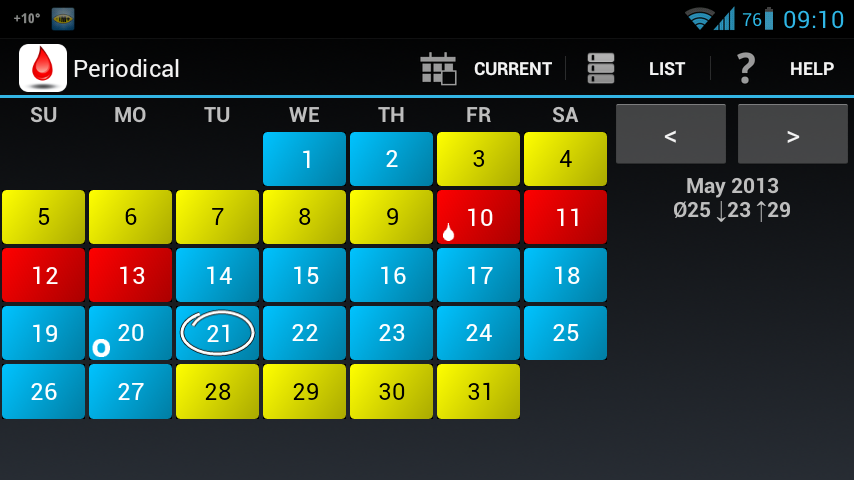 +10° 76 09:10
Periodical CURRENT LIST HELP
SU MO TU WE TH FR SA < >
1 2 3 4
May 2013
Ø25 ↓23 ↑29
5 6 7 8 9 10 11
12 13 14 15 16 17 18
19 20 21 22 23 24 25
26 27 28 29 30 31